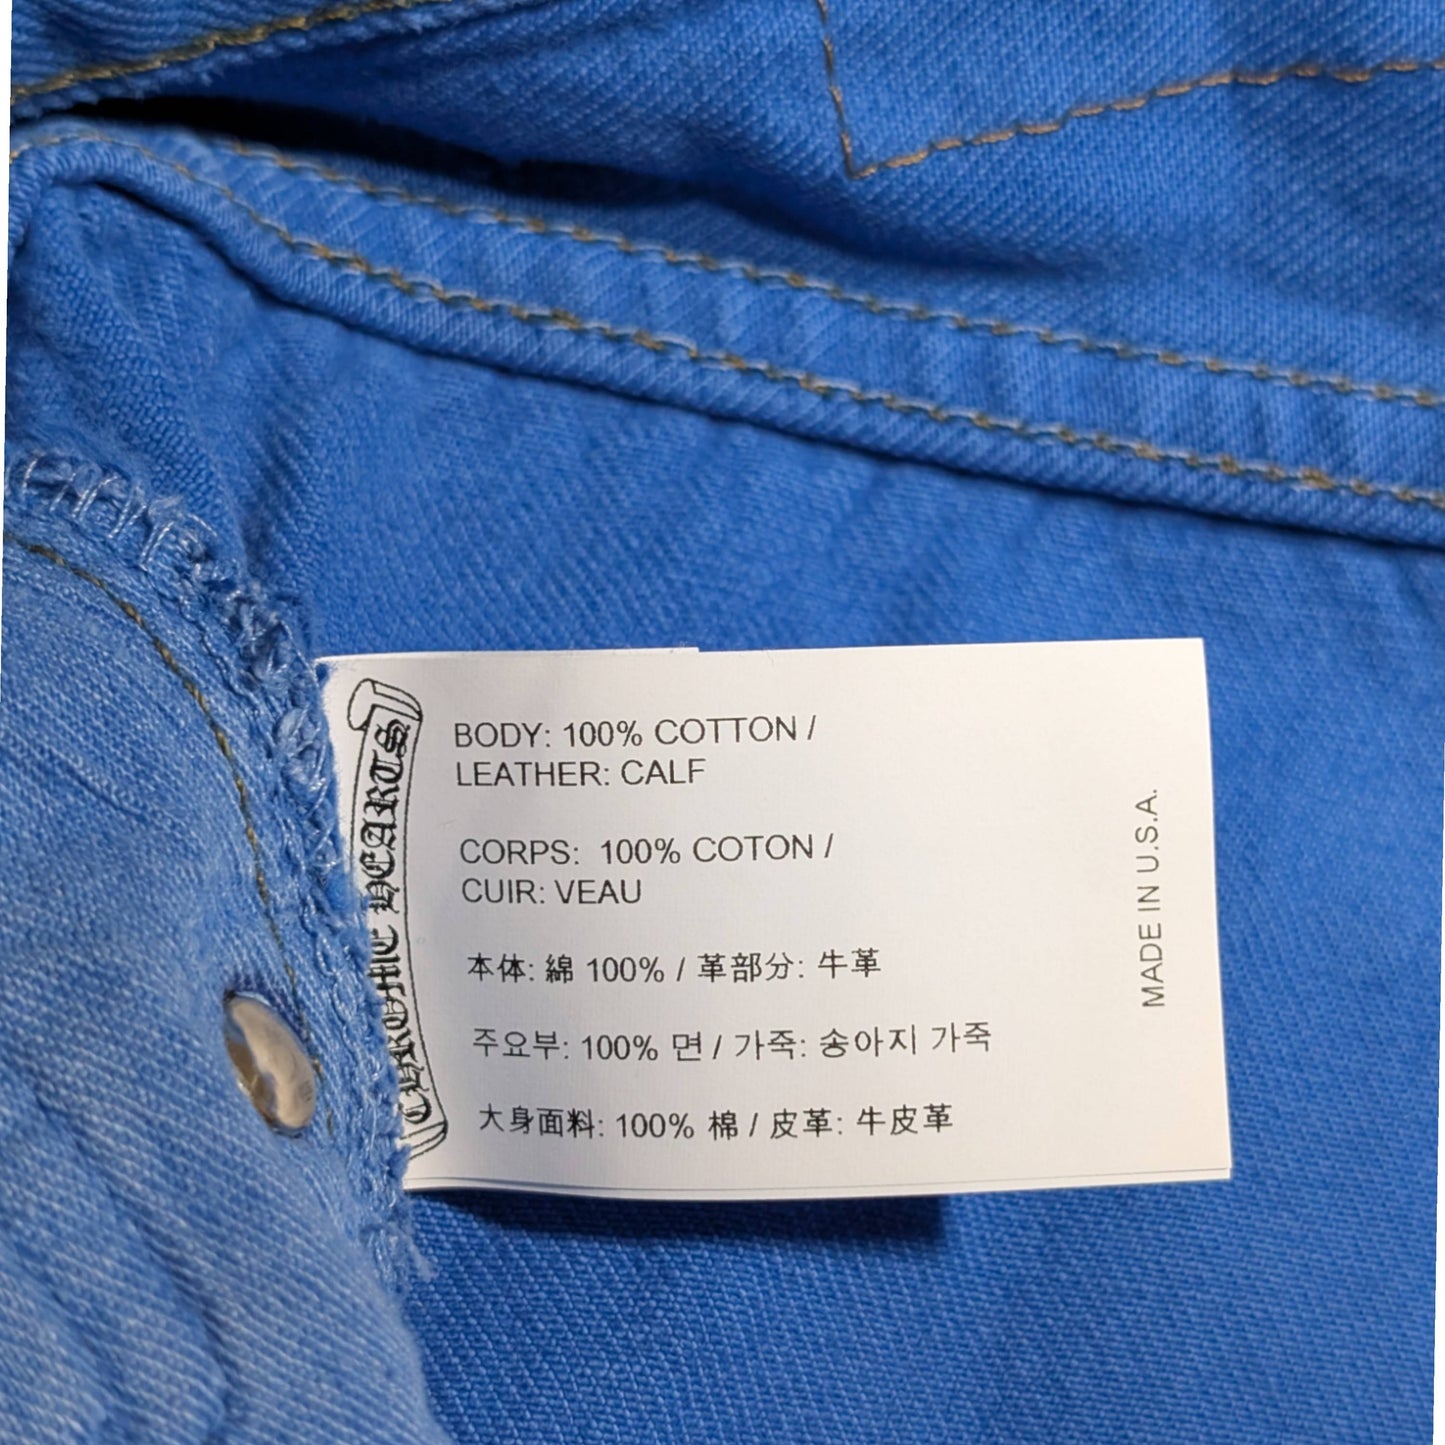 CHROME HEARTS
BODY: 100% COTTON /
LEATHER: CALF
CORPS: 100% COTON /
CUIR: VEAU
本体: 綿 100% / 革部分: 牛革
주요부: 100% 면 / 가죽: 송아지 가죽
大身面料: 100% 棉 / 皮革: 牛皮革
MADE IN U.S.A.